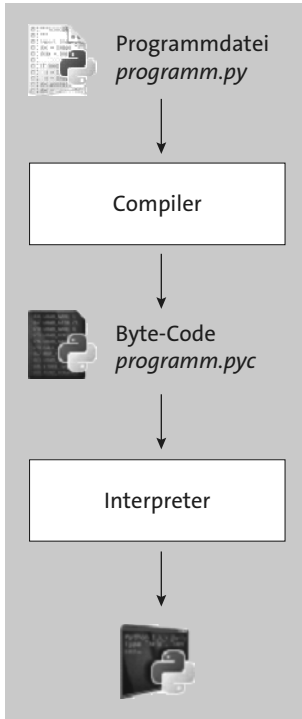 Programmdatei
programm.py
Compiler
Byte-Code
programm.pyc
Interpreter